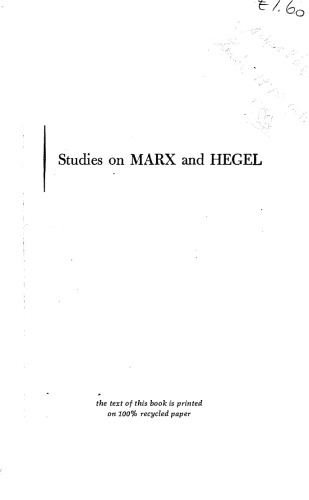 £1.60
Studies on MARX and HEGEL
the text of this book is printed
on 100% recycled paper